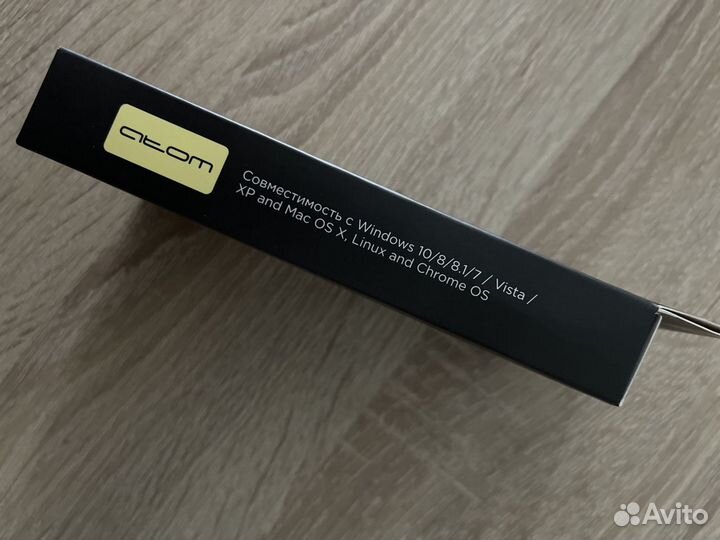 atom
Совместимость с Windows 10/8/8.1/7 / Vista /
XP and Mac OS X, Linux and Chrome OS
Avito